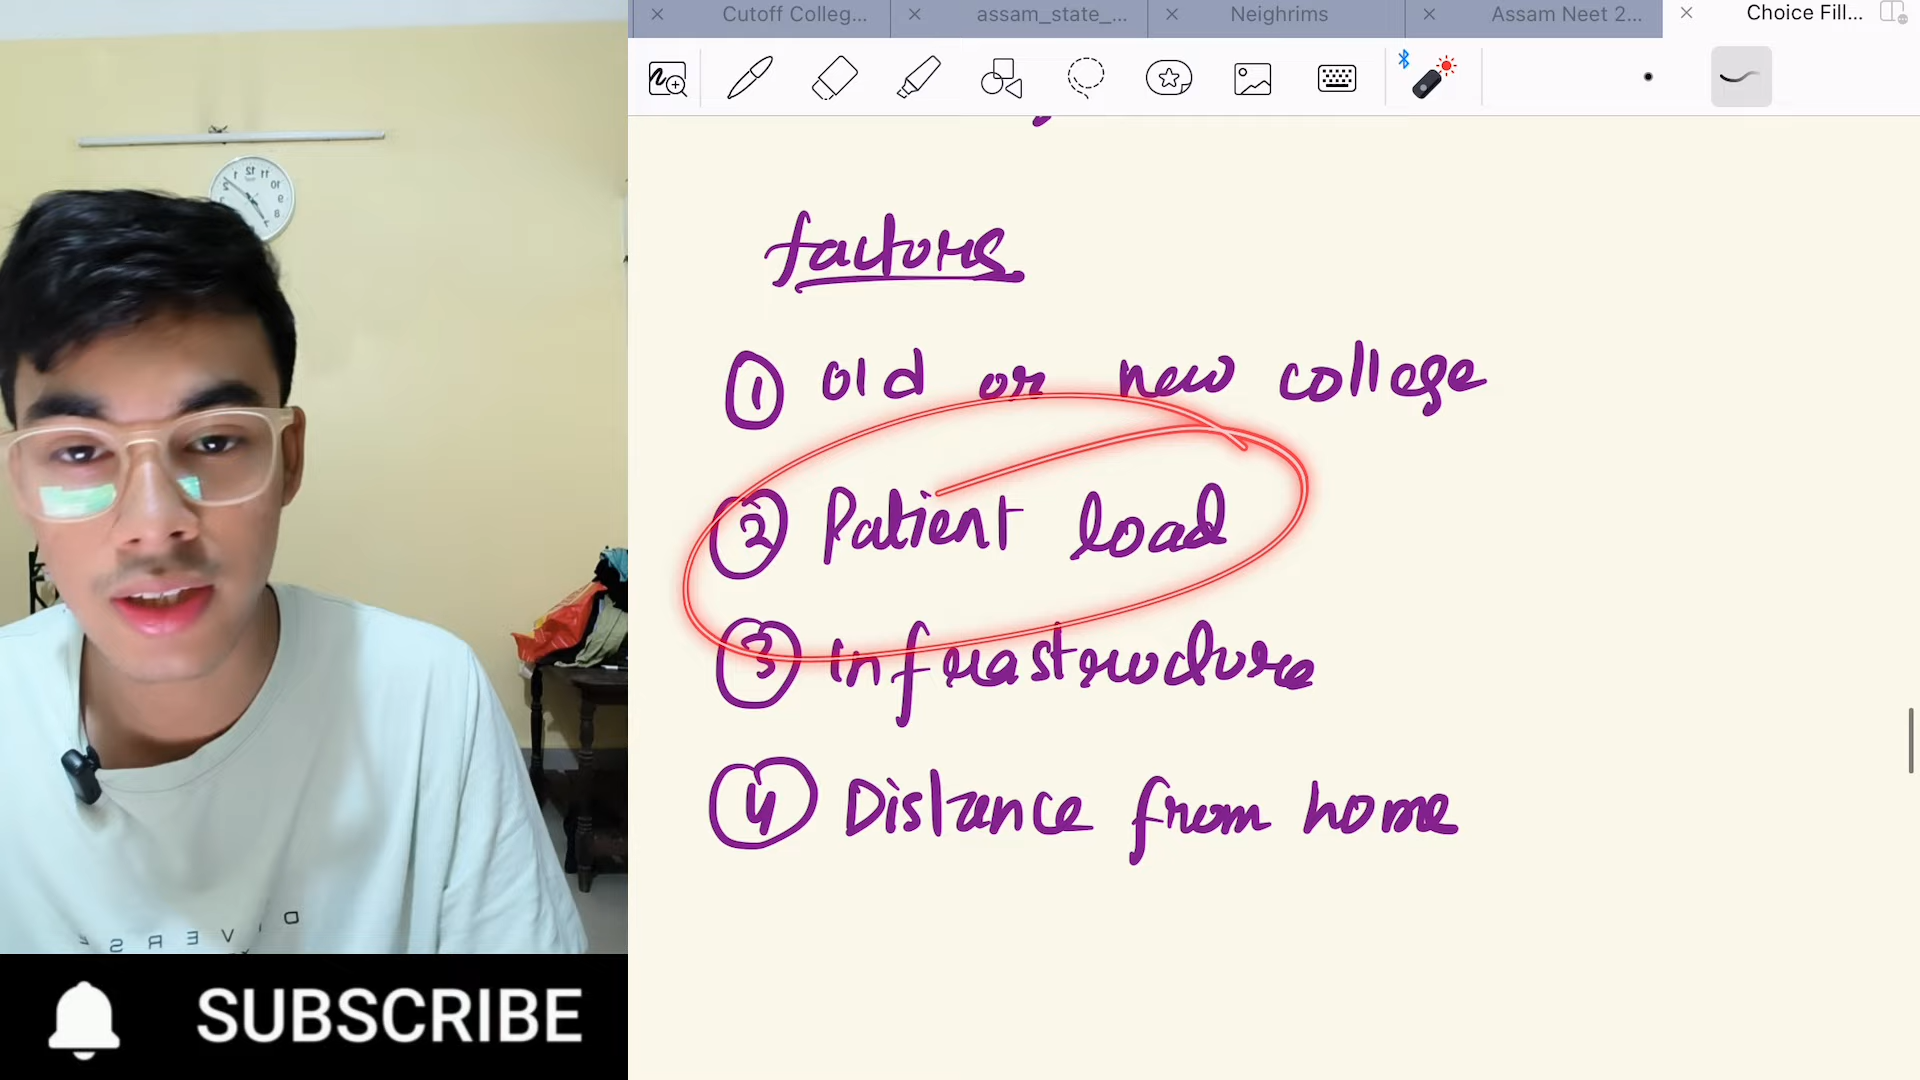 Cutoff Colleg...
assam_state_...
Neighrims
Assam Neet 2...
Choice Fill...
factors
① old or new college
② Patient load
③ infrastructure
④ Distance from home
DIVERSE
SUBSCRIBE